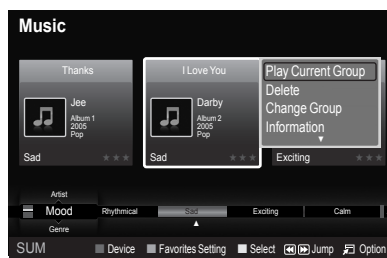 Music
Thanks
Jee
Album 1
2005
Pop
Sad
I Love You
Darby
Album 2
2005
Pop
Sad
Play Current Group
Delete
Change Group
Information
Exciting
Artist
Mood
Genre
Rhythmical
Sad
Exciting
Calm
SUM Device Favorites Setting Select Jump Option